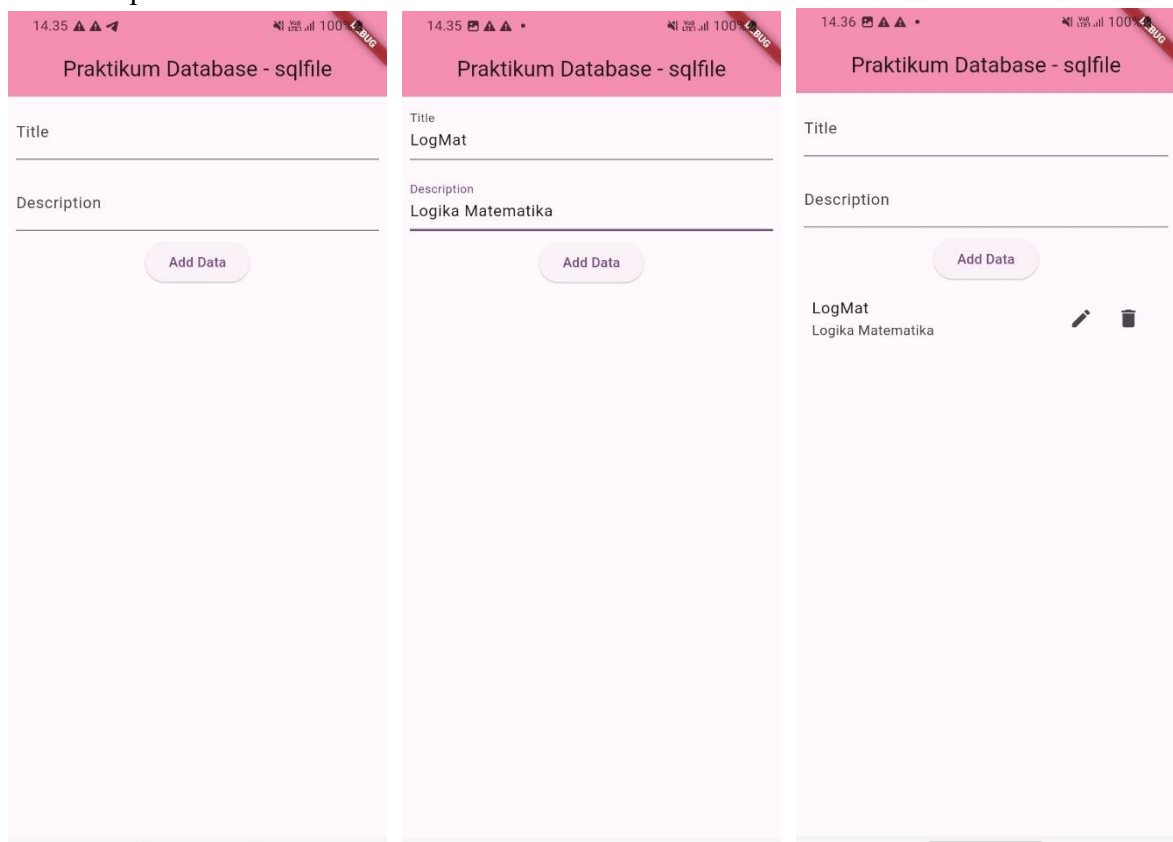 14.35
100%
DEBUG
Praktikum Database - sqlfile
Title
Description
Add Data
14.35
100%
DEBUG
Praktikum Database - sqlfile
Title
LogMat
Description
Logika Matematika
Add Data
14.36
100%
DEBUG
Praktikum Database - sqlfile
Title
Description
Add Data
LogMat
Logika Matematika